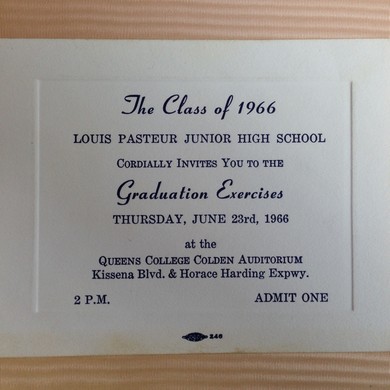 The Class of 1966
LOUIS PASTEUR JUNIOR HIGH SCHOOL
CORDIALLY INVITES YOU TO THE
Graduation Exercises
THURSDAY, JUNE 23rd, 1966
at the
QUEENS COLLEGE COLDEN AUDITORIUM
Kissena Blvd. & Horace Harding Expwy.
2 P.M. ADMIT ONE
246